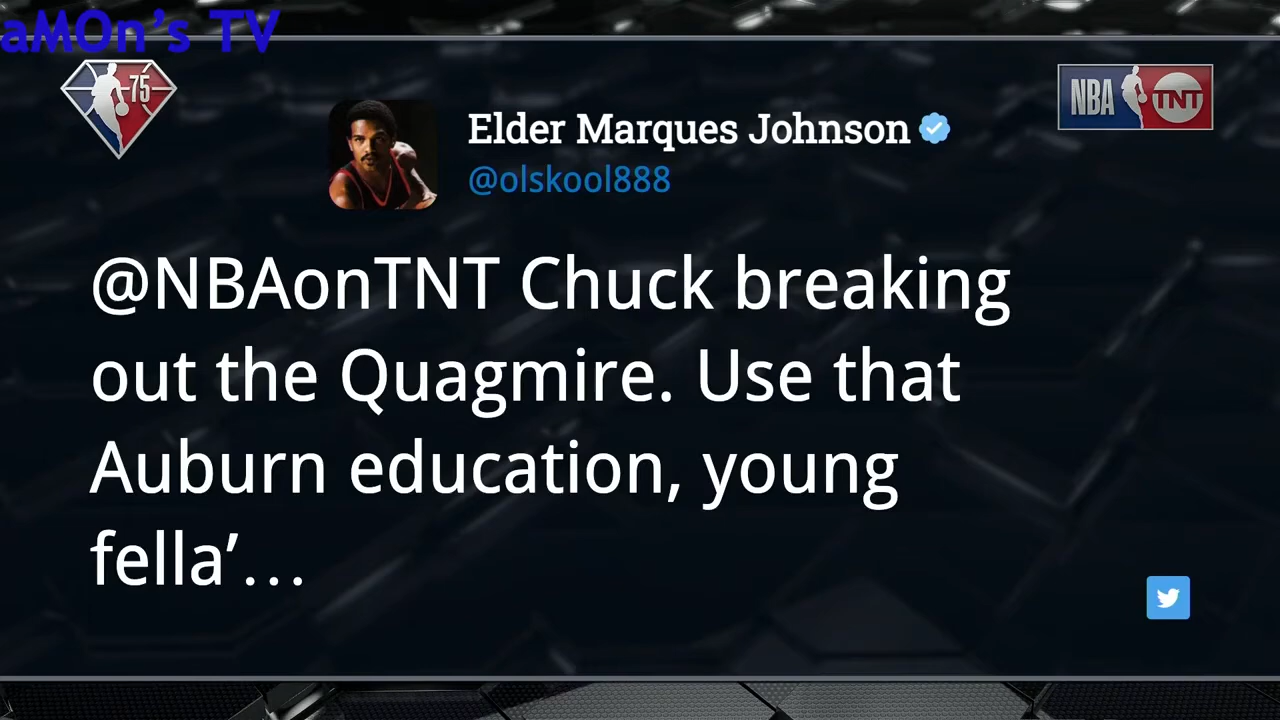 aMOn's TV
75
NBA TNT
Elder Marques Johnson
@olskool888
@NBAonTNT Chuck breaking
out the Quagmire. Use that
Auburn education, young
fella’…